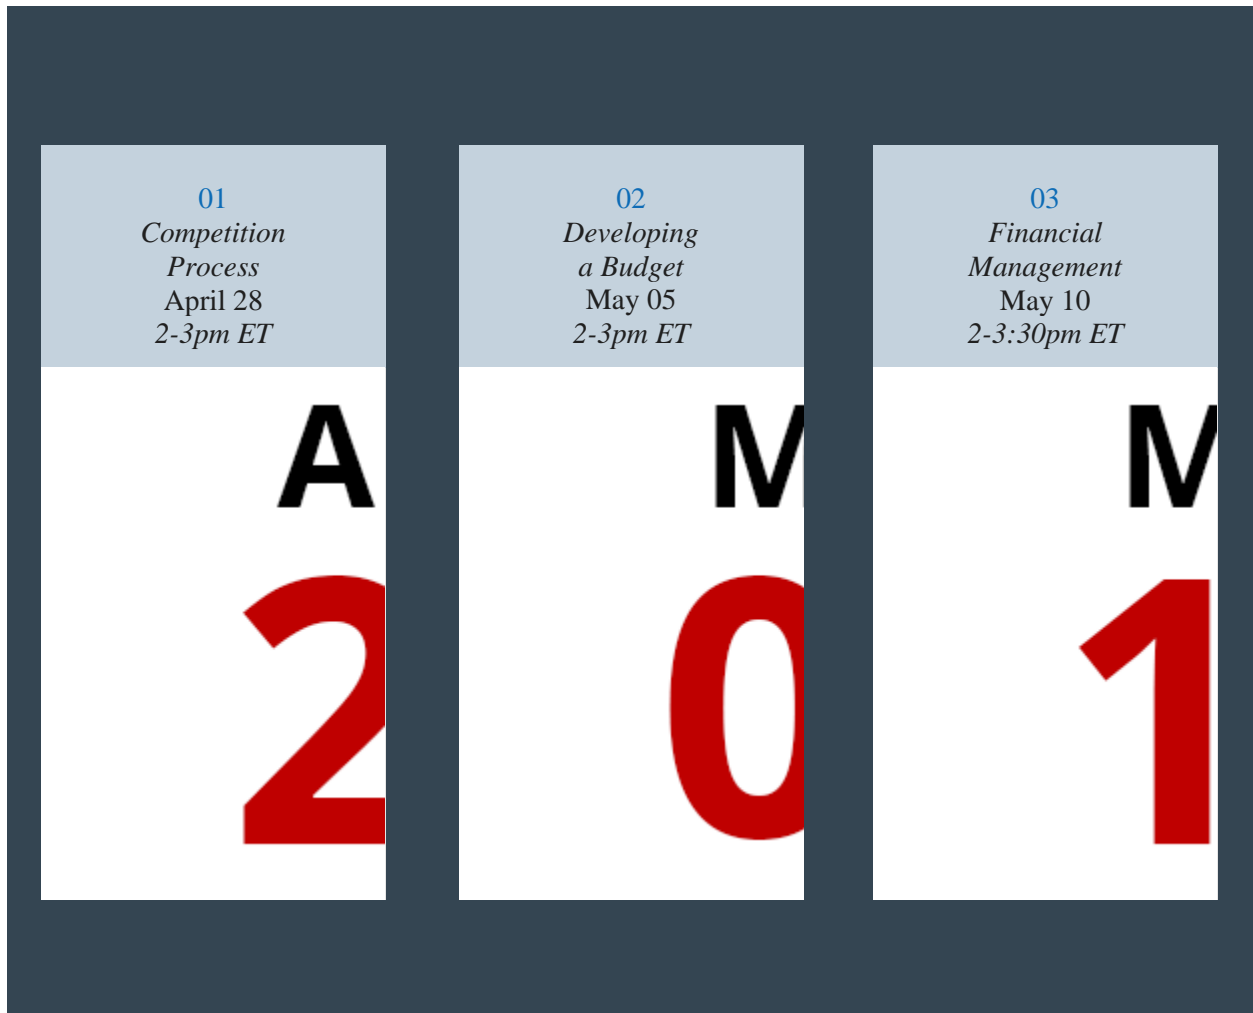 01
Competition
Process
April 28
2-3pm ET
A
2
02
Developing
a Budget
May 05
2-3pm ET
M
0
03
Financial
Management
May 10
2-3:30pm ET
M
1